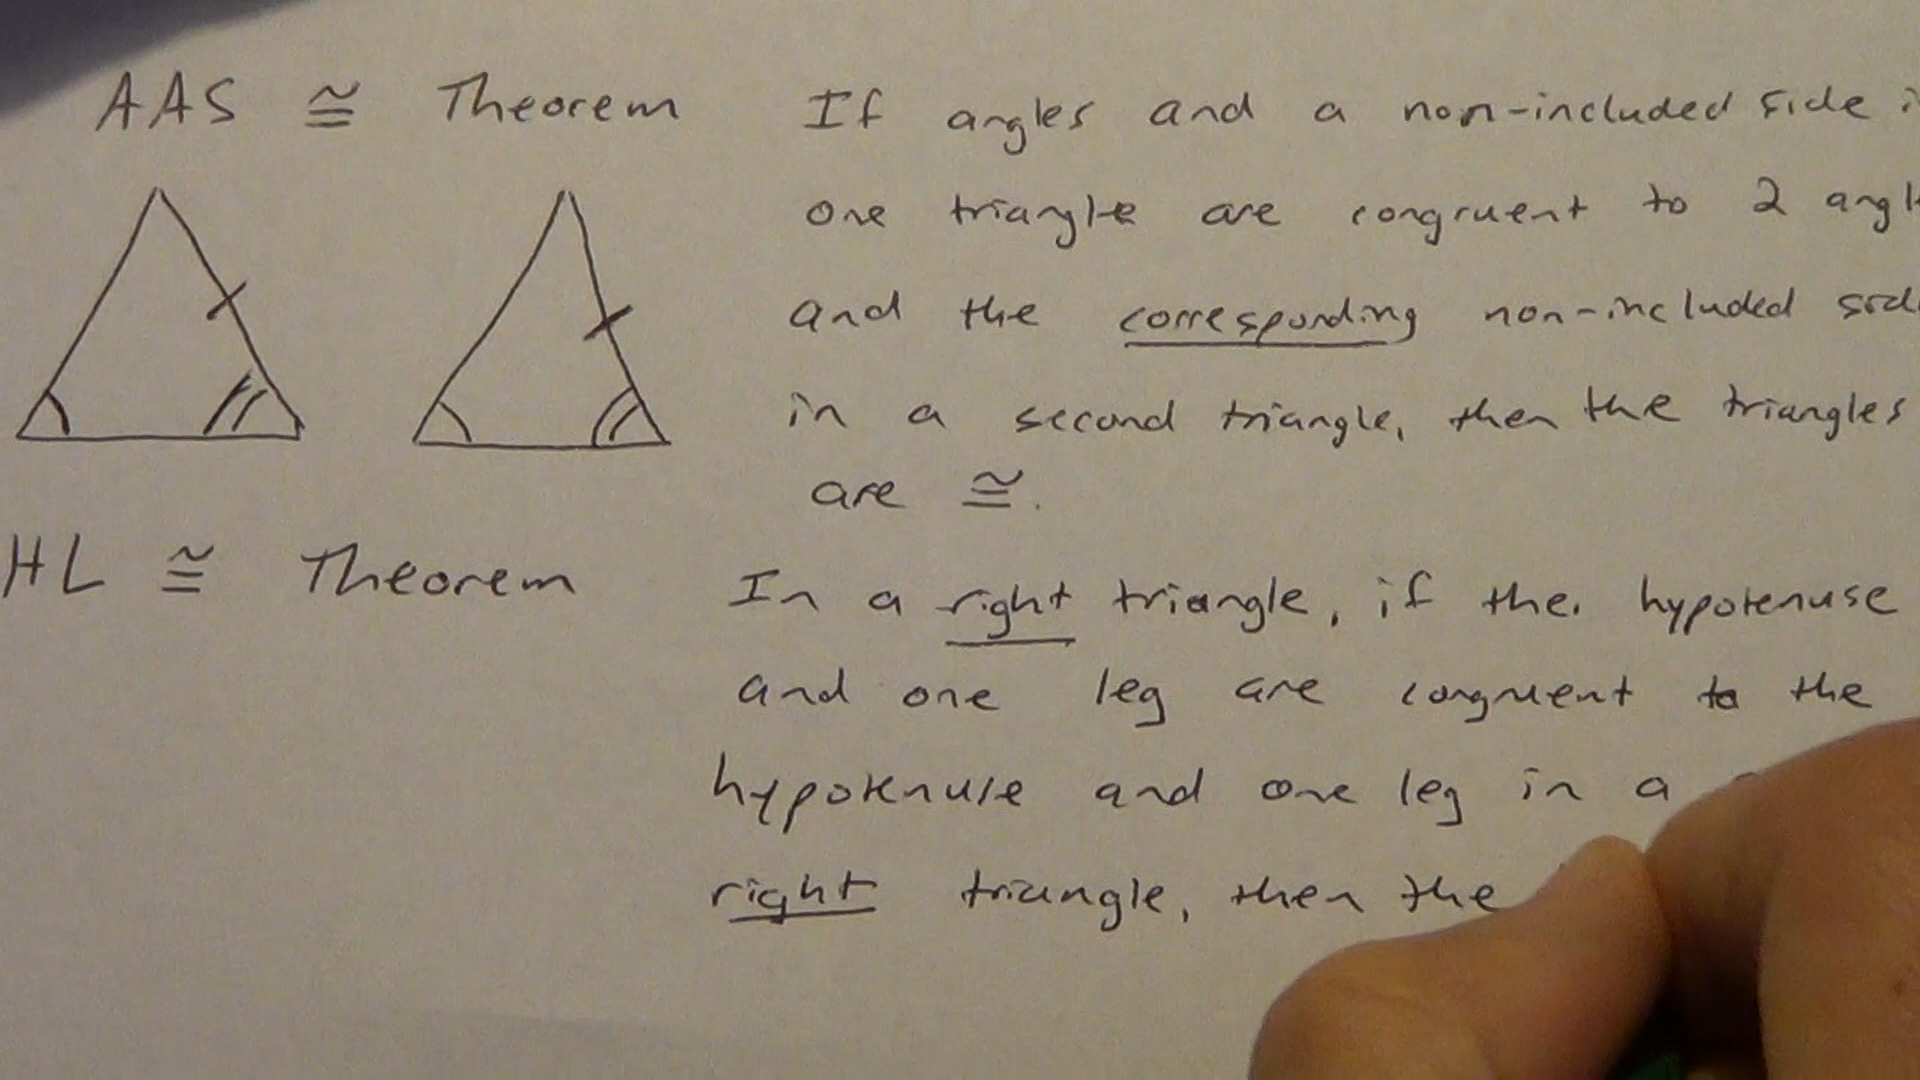 AAS ≅ Theorem
If angles and a non-included side
one triangle are congruent to 2
and the corresponding non-included
in a second triangle, then the triangles
are ≅.
HL ≅ Theorem
In a right triangle, if the hypotenuse
and one leg are congruent to the
hypotenuse and one leg in a
right triangle, then the